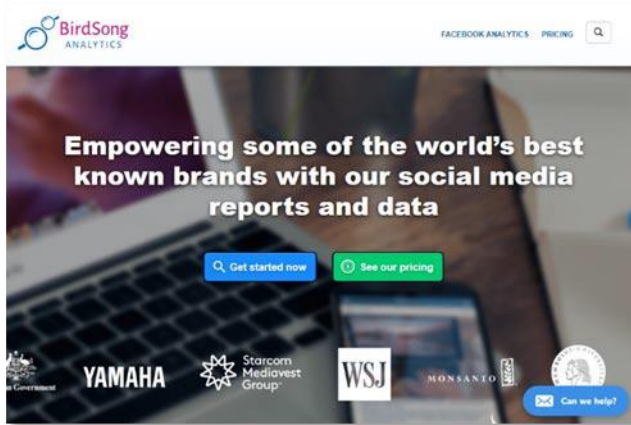 BirdSong
ANALYTICS
FACEBOOK ANALYTICS PRICING
Empowering some of the world's best
known brands with our social media
reports and data
Get started now
See our pricing
Government
YAMAHA
Starcom
Mediavest
Group
WSJ
MONSANTO
Can we help?